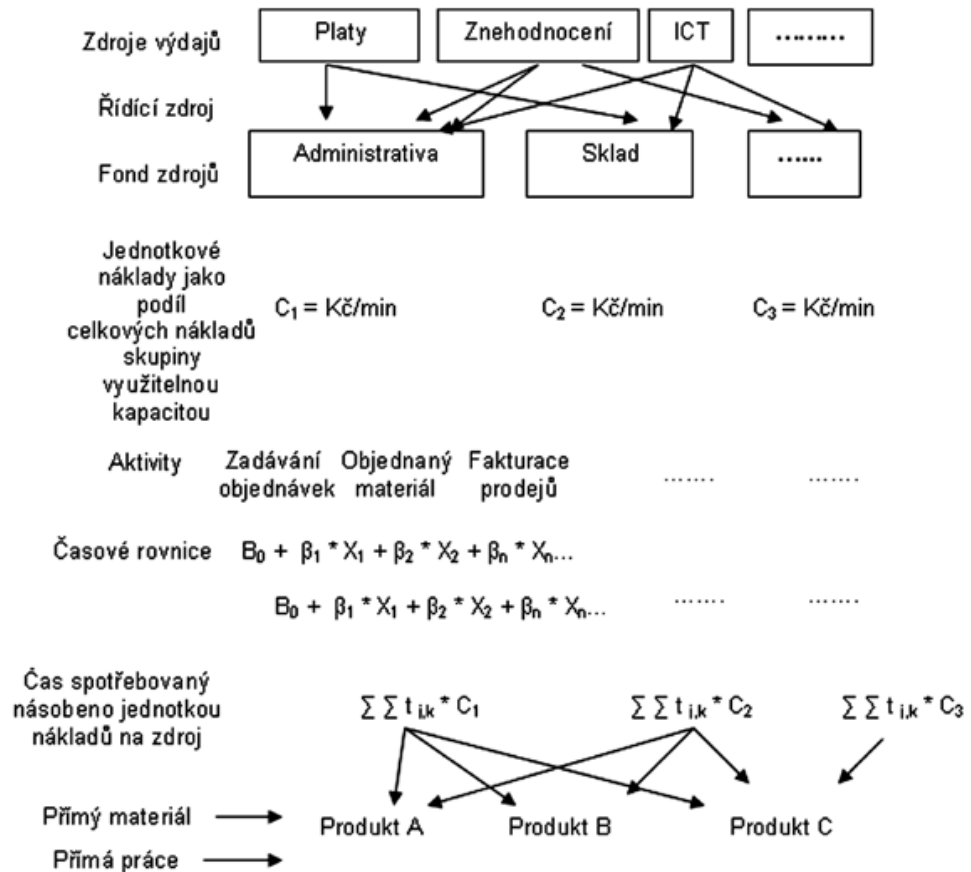 Zdroje výdajů Platy Znehodnocení ICT ………
Řídící zdroj
Fond zdrojů Administrativa Sklad …...
Jednotkové
náklady jako
podíl
celkových nákladů
skupiny
využitelnou
kapacitou
C₁ = Kč/min C₂ = Kč/min C₃ = Kč/min
Aktivity
Zadávání
objednávek
Objednaný
materiál
Fakturace
prodejů
……. …….
Časové rovnice B₀ + β₁ * X₁ + β₂ * X₂ + βₙ * Xₙ...
B₀ + β₁ * X₁ + β₂ * X₂ + βₙ * Xₙ... ……. …….
Čas spotřebovaný
násobeno jednotkou
nákladů na zdroj
∑ ∑ t i,k * C₁ ∑ ∑ t i,k * C₂ ∑ ∑ t i,k * C₃
Přímý materiál Produkt A Produkt B Produkt C
Přímá práce